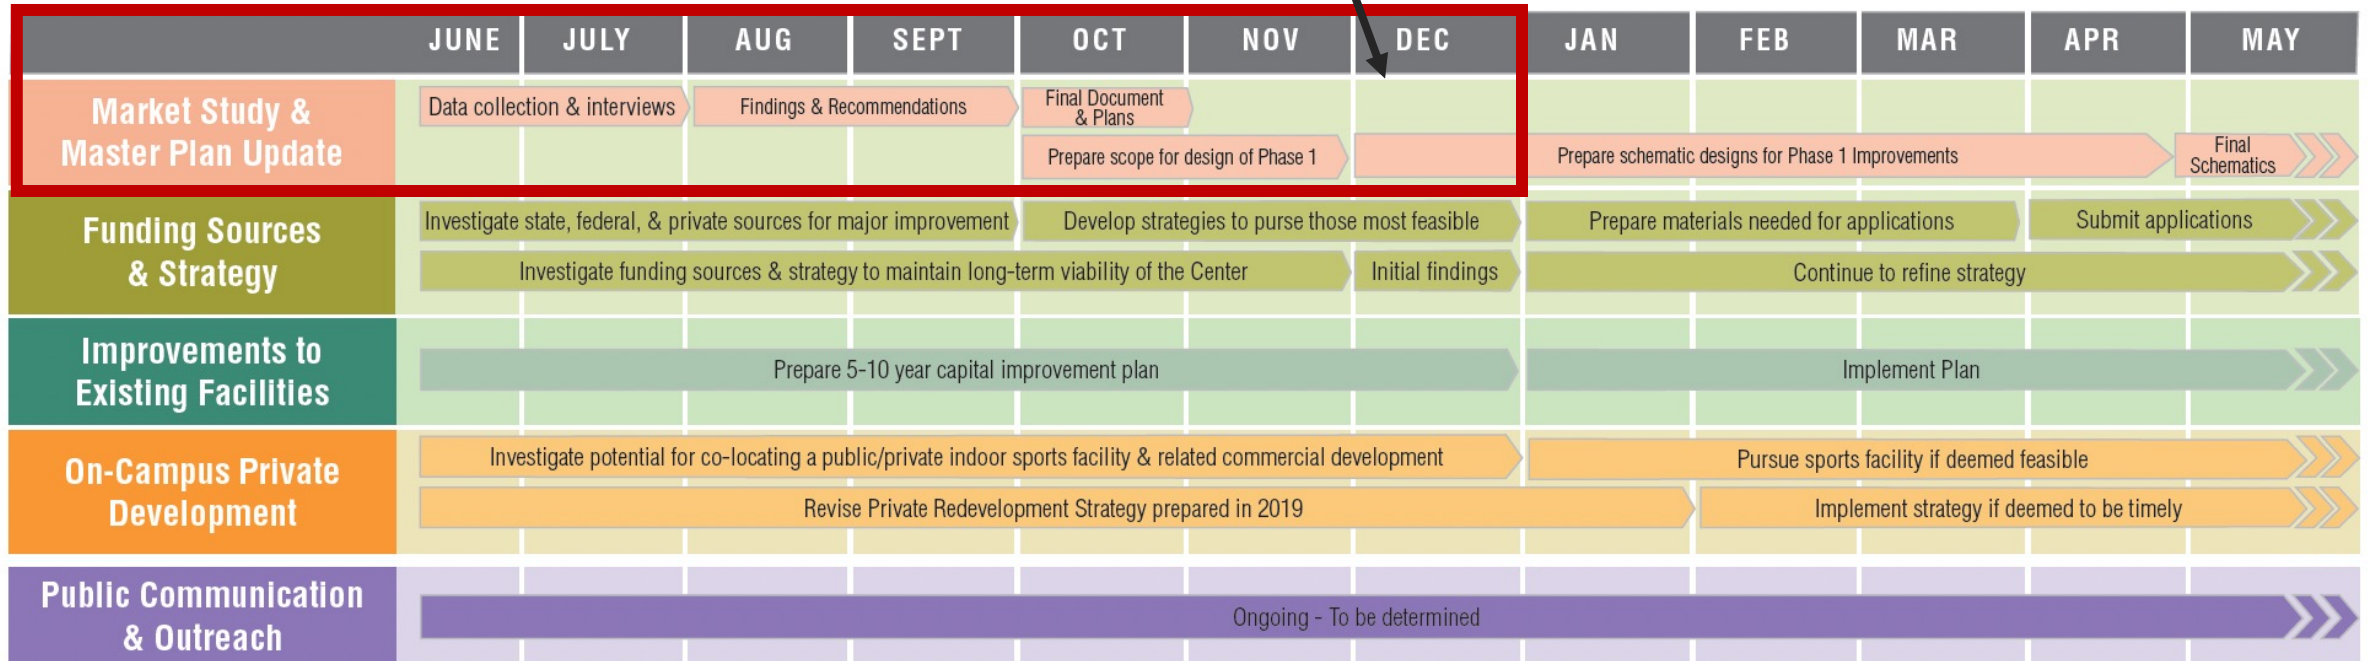 JUNE JULY AUG SEPT OCT NOV DEC JAN FEB MAR APR MAY
Market Study &
Master Plan Update
Data collection & interviews
Findings & Recommendations
Final Document
& Plans
Prepare scope for design of Phase 1
Prepare schematic designs for Phase 1 Improvements
Final
Schematics
Funding Sources
& Strategy
Investigate state, federal, & private sources for major improvement
Develop strategies to purse those most feasible
Prepare materials needed for applications
Submit applications
Investigate funding sources & strategy to maintain long-term viability of the Center
Initial findings
Continue to refine strategy
Improvements to
Existing Facilities
Prepare 5-10 year capital improvement plan
Implement Plan
On-Campus Private
Development
Investigate potential for co-locating a public/private indoor sports facility & related commercial development
Pursue sports facility if deemed feasible
Revise Private Redevelopment Strategy prepared in 2019
Implement strategy if deemed to be timely
Public Communication
& Outreach
Ongoing - To be determined